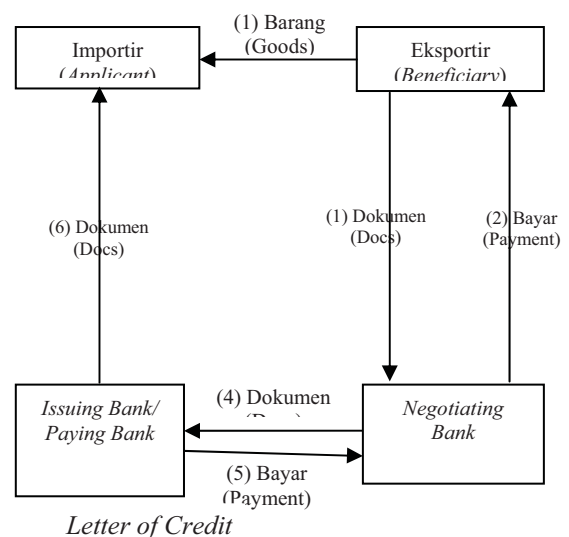 (1) Barang
(Goods)
Importir
(Applicant)
Eksportir
(Beneficiary)
(6) Dokumen
(Docs)
(1) Dokumen
(Docs)
(2) Bayar
(Payment)
(4) Dokumen
Issuing Bank/
Paying Bank
Negotiating
Bank
(5) Bayar
(Payment)
Letter of Credit